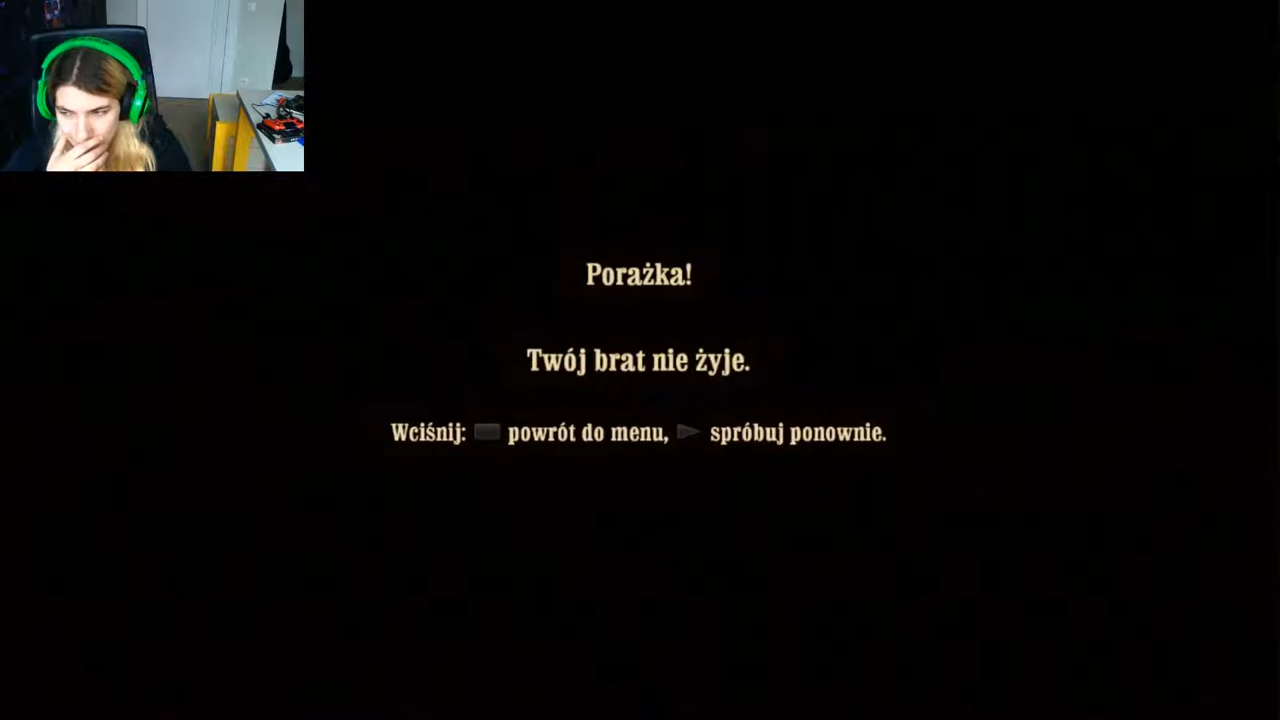 Porażka!
Twój brat nie żyje.
Wciśnij: powrót do menu, spróbuj ponownie.